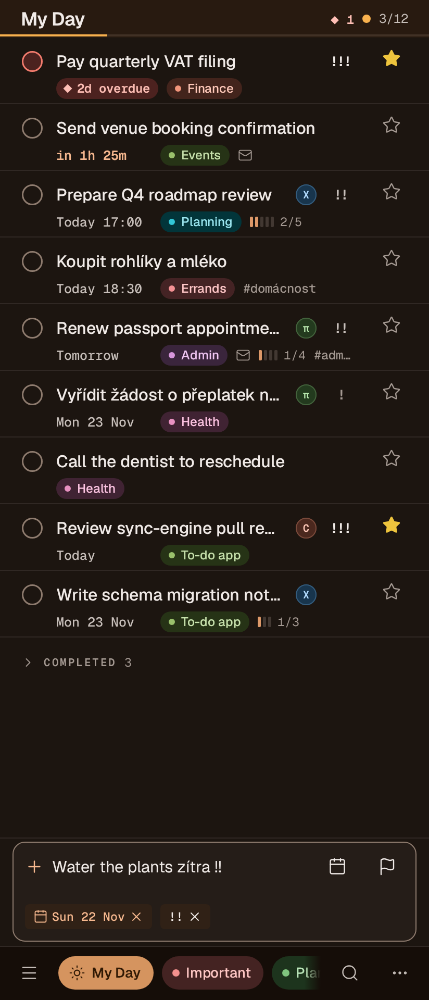 My Day ◆ 1 ● 3/12
Pay quarterly VAT filing !!!
◆ 2d overdue Finance
Send venue booking confirmation
in 1h 25m Events
Prepare Q4 roadmap review X !!
Today 17:00 Planning 2/5
Koupit rohlíky a mléko
Today 18:30 Errands #domácnost
Renew passport appointme… π !!
Tomorrow Admin 1/4 #adm…
Vyřídit žádost o přeplatek n… π !
Mon 23 Nov Health
Call the dentist to reschedule
Health
Review sync-engine pull re… C !!!
Today To-do app
Write schema migration not… X
Mon 23 Nov To-do app 1/3
COMPLETED 3
Water the plants zítra !!
Sun 22 Nov × !! ×
My Day Important